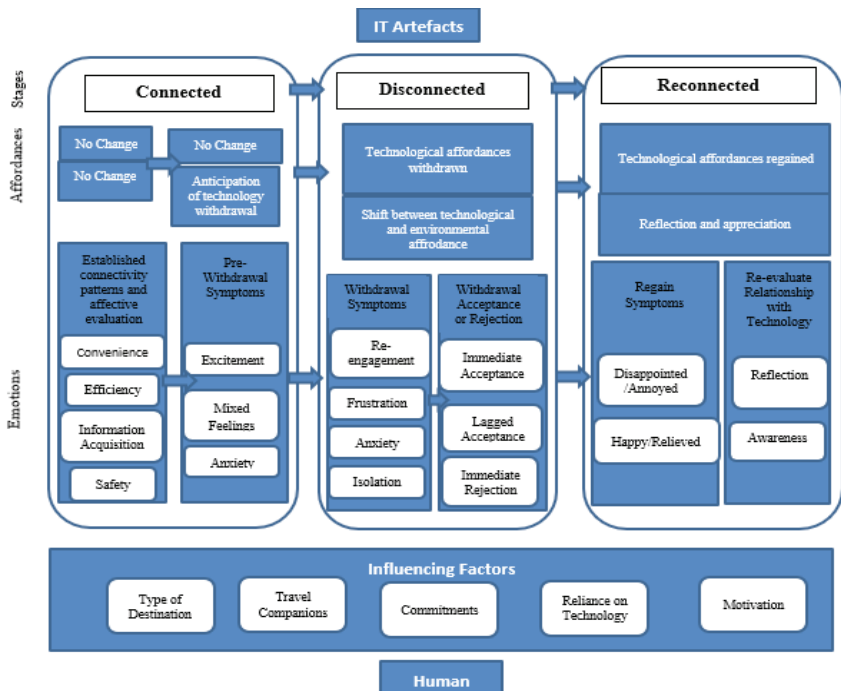 IT Artefacts
Stages
Connected
Disconnected
Reconnected
Affordances
No Change
No Change
No Change
Anticipation
of technology
withdrawal
Technological affordances
withdrawn
Shift between technological
and environmental
affrodance
Technological affordances regained
Reflection and appreciation
Emotions
Established
connectivity
patterns and
affective
evaluation
Convenience
Efficiency
Information
Acquisition
Safety
Pre-
Withdrawal
Symptoms
Excitement
Mixed
Feelings
Anxiety
Withdrawal
Symptoms
Re-
engagement
Frustration
Anxiety
Isolation
Withdrawal
Acceptance
or Rejection
Immediate
Acceptance
Lagged
Acceptance
Immediate
Rejection
Regain
Symptoms
Disappointed
/Annoyed
Happy/Relieved
Re-evaluate
Relationship
with
Technology
Reflection
Awareness
Influencing Factors
Type of
Destination
Travel
Companions
Commitments
Reliance on
Technology
Motivation
Human